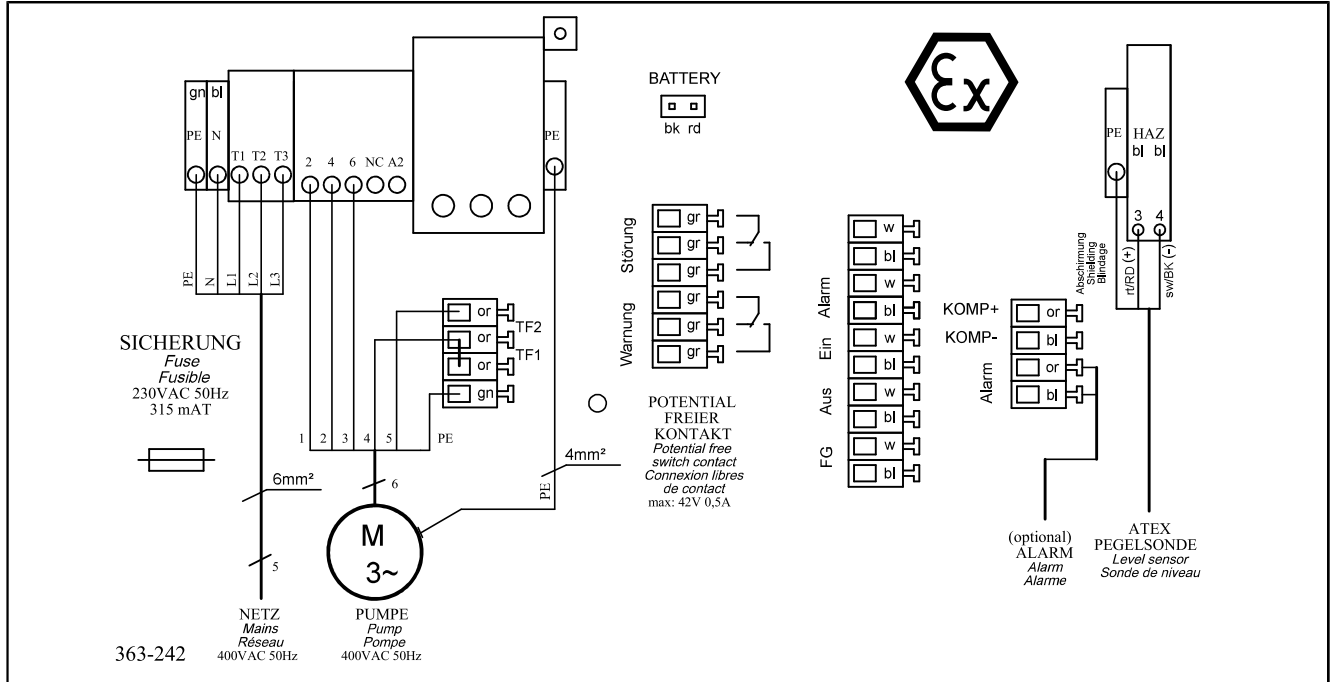 gn bl
PE N
T1 T2 T3
2 4 6 NC A2
PE
PE N L1 L2 L3
SICHERUNG
Fuse
Fusible
230VAC 50Hz
315 mAT
6mm²
5
NETZ
Mains
Réseau
400VAC 50Hz
363-242
1 2 3 4 5 PE
6
M
3~
PUMPE
Pump
Pompe
400VAC 50Hz
or
or
or
gn
TF2
TF1
PE
4mm²
BATTERY
bk rd
Störung
Warnung
gr
gr
gr
gr
gr
gr
POTENTIAL
FREIER
KONTAKT
Potential free
switch contact
Connexion libres
de contact
max: 42V 0,5A
Ex
Alarm
Ein
Aus
FG
w
bl
w
bl
w
bl
w
bl
w
bl
KOMP+
KOMP-
Alarm
or
bl
or
bl
(optional)
ALARM
Alarm
Alarme
PE
HAZ
bl bl
3 4
Abschirmung
Shielding
Blindage
rt/RD (+)
sw/BK (-)
ATEX
PEGELSONDE
Level sensor
Sonde de niveau